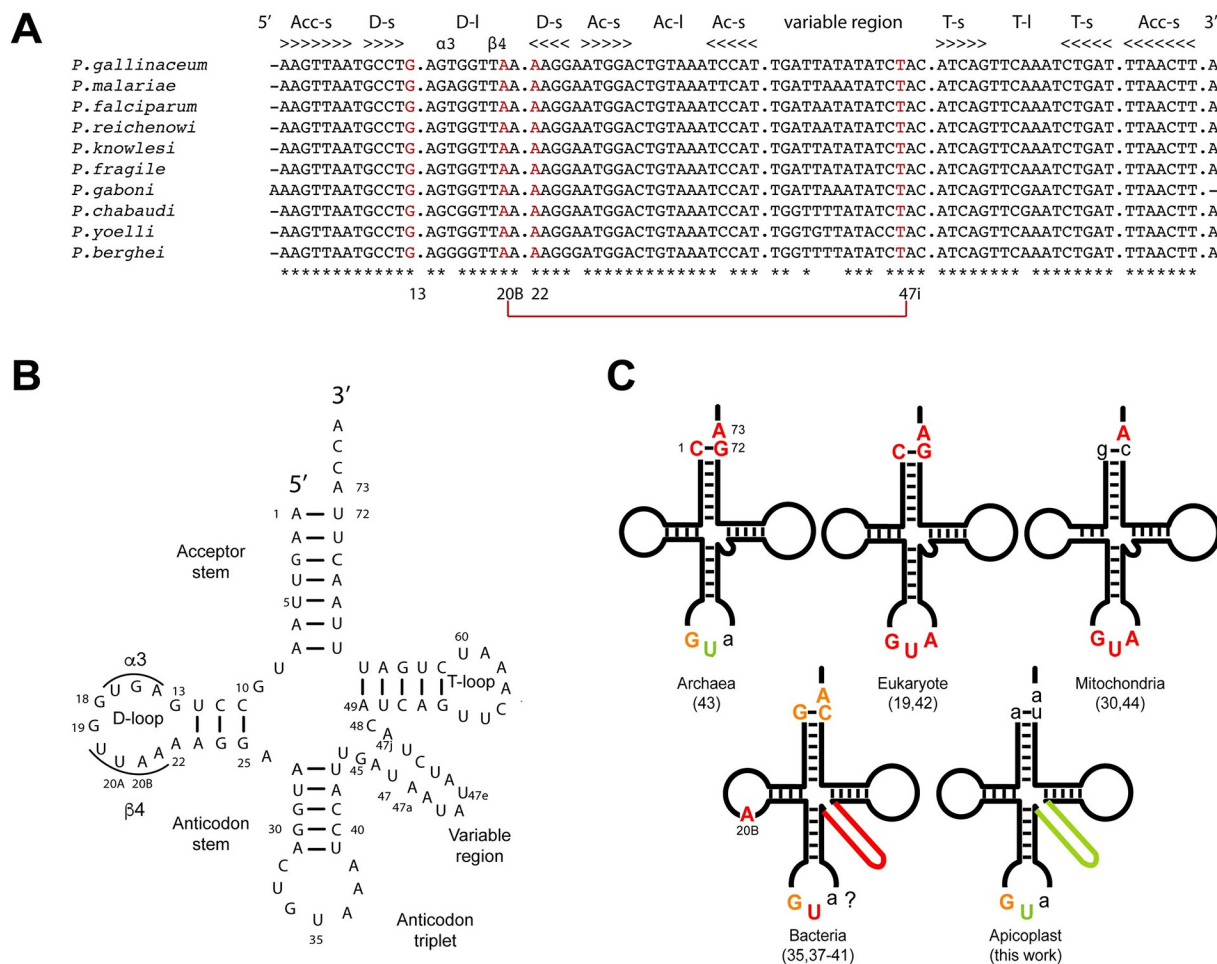 A
5′ Acc-s D-s D-l D-s Ac-s Ac-l Ac-s variable region T-s T-l T-s Acc-s 3′
>>>>>>> >>>> α3 β4 <<<< >>>>> <<<<< >>>>> <<<<< <<<<<<<
P.gallinaceum -AAGTTAATGCCTG.AGTGGTTAA.AAGGAATGGACTGTAAATCCAT.TGATTATATATCTAC.ATCAGTTCAAATCTGAT.TTAACTT.A
P.malariae -AAGTTAATGCCTG.AGAGGTTAA.AAGGAATGGACTGTAAATTCAT.TGATTAAATATCTAC.ATCAGTTCAAATCTGAT.TTAACTT.A
P.falciparum -AAGTTAATGCCTG.AGTGGTTAA.AAGGAATGGACTGTAAATCCAT.TGATTAATATATCTAC.ATCAGTTCAAATCTGAT.TTAACTT.A
P.reichenowi -AAGTTAATGCCTG.AGTGGTTAA.AAGGAATGGACTGTAAATCCAT.TGATAATATATCTAC.ATCAGTTCAAATCTGAT.TTAACTT.A
P.knowlesi -AAGTTAATGCCTG.AGTGGTTAA.AAGGAATGGACTGTAAATCCAT.TGATAATATATCTAC.ATCAGTTCAAATCTGAT.TTAACTT.A
P.fragile -AAGTTAATGCCTG.AGTGGTTAA.AAGGAATGGACTGTAAATCCAT.TGATAATATATCTAC.ATCAGTTCAAATCTGAT.TTAACTT.A
P.gaboni AAAGTTAATGCCTG.AGTGGTTAA.AAGGAATGGACTGTAAATCCAT.TGATTAAATATCTAC.ATCAGTTCGAATCTGAT.TTAACTT.-
P.chabaudi -AAGTTAATGCCTG.AGCGGTTAA.AAGGAATGGACTGTAAATCCAT.TGGTTTTATATCTAC.ATCAGTTCGAATCTGAT.TTAACTT.A
P.yoelli -AAGTTAATGCCTG.AGTGGTTAA.AAGGAATGGACTGTAAATCCAT.TGGTGTTATACCTAC.ATCAGTTCAAATCTGAT.TTAACTT.A
P.berghei -AAGTTAATGCCTG.AGGGGTTAA.AAGGGATGGACTGTAAATCCAT.TGGTTTTATATCTAC.ATCAGTTCAAATCTGAT.TTAACTT.A
************* ** ****** **** ************* *** ** * *** **** ******** ******** *******
13 20B 22 47i
B
3′
A
C
C
5′
A 73
1 A U 72
A U
G C
U A
5 U A
A U
A U
Acceptor stem
U
G
10
C C U G 13
α3
A G U G 18
D-loop
19 G
U U A A A
20A 20B
β4
22 A A G G 25
A
Anticodon stem
A U
U A
G C
30 G C 40
A U
C A
U A
G A
U
35
Anticodon triplet
60
U A G U C U A A
T-loop
A
49 A U C A G U U C C
48 C
47j A
45 U G A U A A U
47 47a
C U A U 47e
A
Variable region
C
A 73
1 C G 72
G U a
Archaea
(43)
A
C G
G U A
Eukaryote
(19,42)
A
g c
G U A
Mitochondria
(30,44)
A
G C
A
20B
G U a ?
Bacteria
(35,37-41)
a
a u
G U a
Apicoplast
(this work)